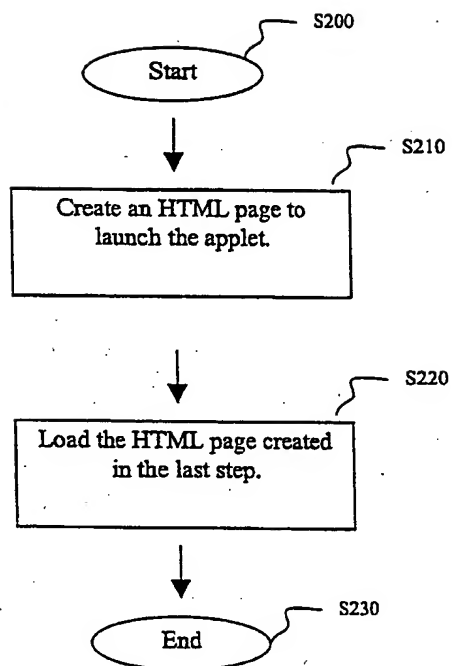 S200
Start
S210
Create an HTML page to
launch the applet.
S220
Load the HTML page created
in the last step.
S230
End